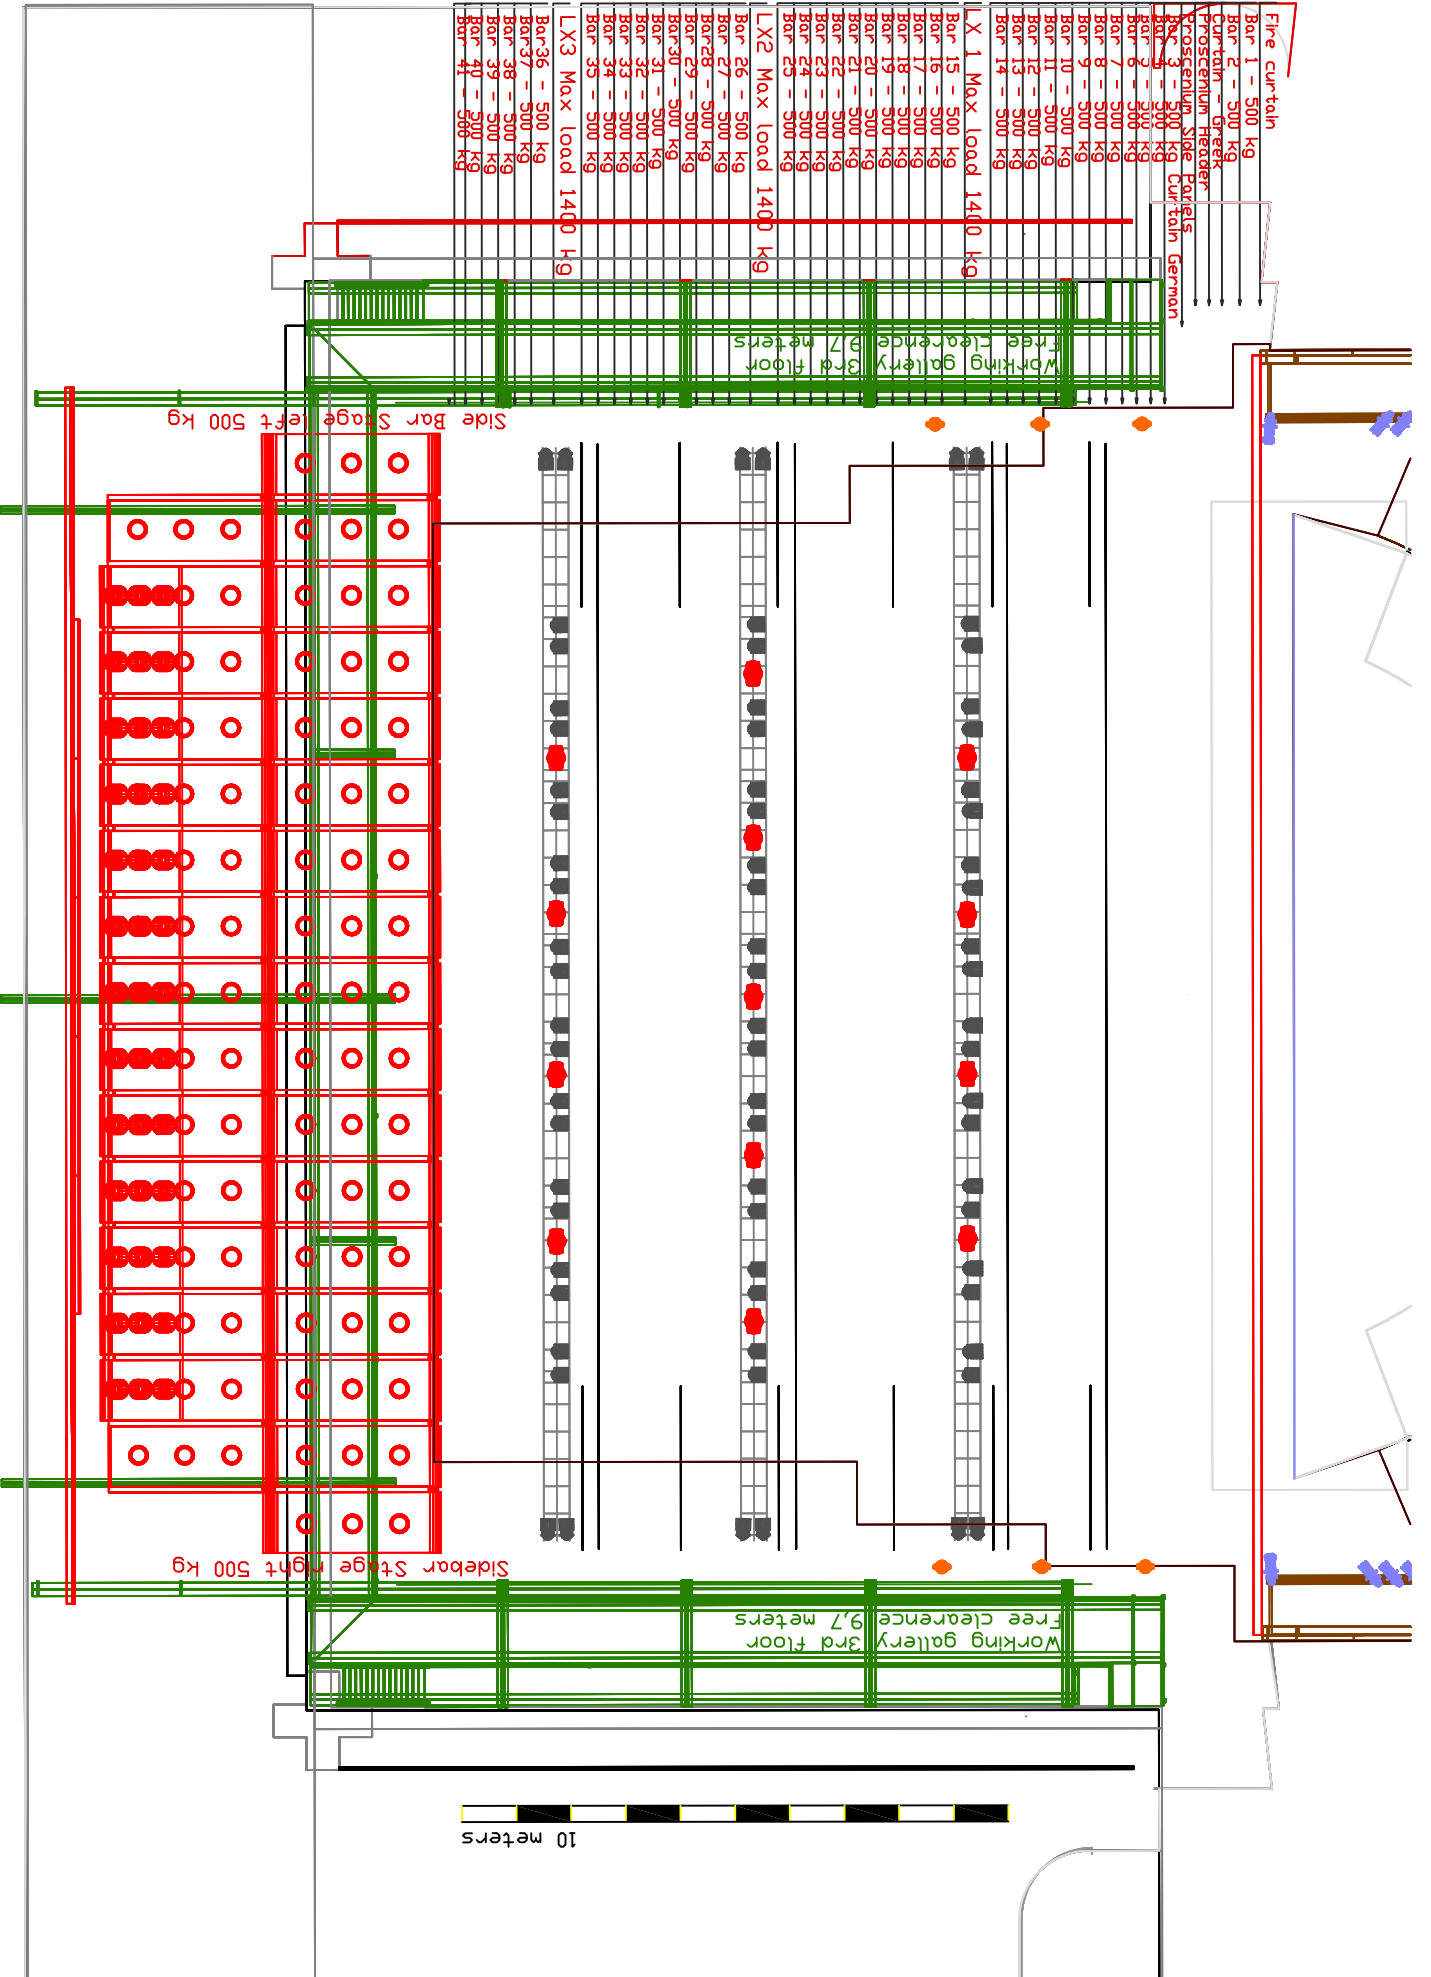 Fire curtain
Bar 1 - 500 kg
Bar 2 - 500 kg
Curtain - Greek
Proscenium Header
Proscenium Side Panels
Curtain German
Bar 3 - 500 kg
Bar 6 - 500 kg
Bar 7 - 500 kg
Bar 8 - 500 kg
Bar 9 - 500 kg
Bar 10 - 500 kg
Bar 11 - 500 kg
Bar 12 - 500 kg
Bar 13 - 500 kg
Bar 14 - 500 kg
LX 1 Max load 1400 kg
Bar 15 - 500 kg
Bar 16 - 500 kg
Bar 17 - 500 kg
Bar 18 - 500 kg
Bar 19 - 500 kg
Bar 20 - 500 kg
Bar 21 - 500 kg
Bar 22 - 500 kg
Bar 23 - 500 kg
Bar 24 - 500 kg
Bar 25 - 500 kg
LX2 Max load 1400 kg
Bar 26 - 500 kg
Bar 27 - 500 kg
Bar28 - 500 kg
Bar 29 - 500 kg
Bar30 - 500 kg
Bar 31 - 500 kg
Bar 32 - 500 kg
Bar 33 - 500 kg
Bar 34 - 500 kg
Bar 35 - 500 kg
LX3 Max load 1400 kg
Bar36 - 500 kg
Bar37 - 500 kg
Bar 38 - 500 kg
Bar 39 - 500 kg
Bar 40 - 500 kg
Bar 41 - 500 kg
Working gallery 3rd floor
Free clearence 9,7 meters
Side Bar Stage left 500 kg
Sidebar Stage right 500 kg
Working gallery 3rd floor
Free clearence 9,7 meters
10 meters